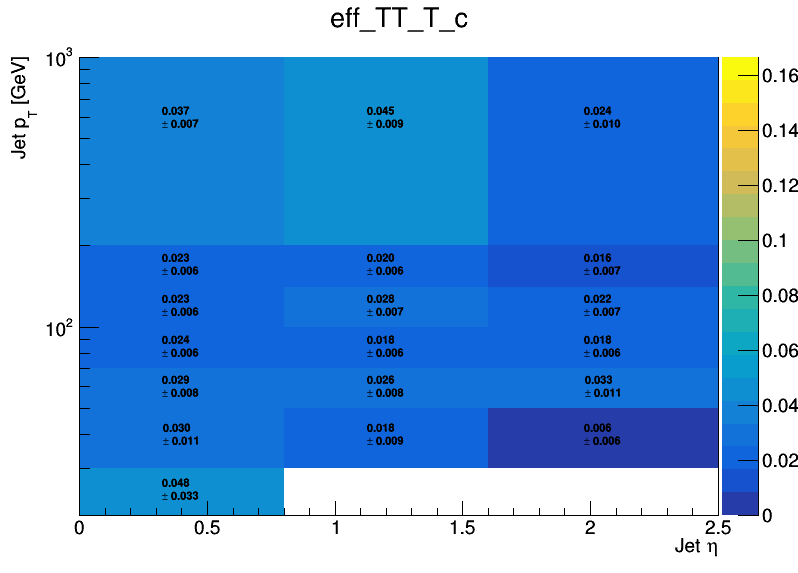 eff_TT_T_c
Jet p_T [GeV]
10^3
10^2
0.037 0.045 0.024
± 0.007 ± 0.009 ± 0.010
0.023 0.020 0.016
± 0.006 ± 0.006 ± 0.007
0.023 0.028 0.022
± 0.006 ± 0.007 ± 0.007
0.024 0.018 0.018
± 0.006 ± 0.006 ± 0.006
0.029 0.026 0.033
± 0.008 ± 0.008 ± 0.011
0.030 0.018 0.006
± 0.011 ± 0.009 ± 0.006
0.048
± 0.033
0 0.5 1 1.5 2 2.5
Jet η
0.16
0.14
0.12
0.1
0.08
0.06
0.04
0.02
0